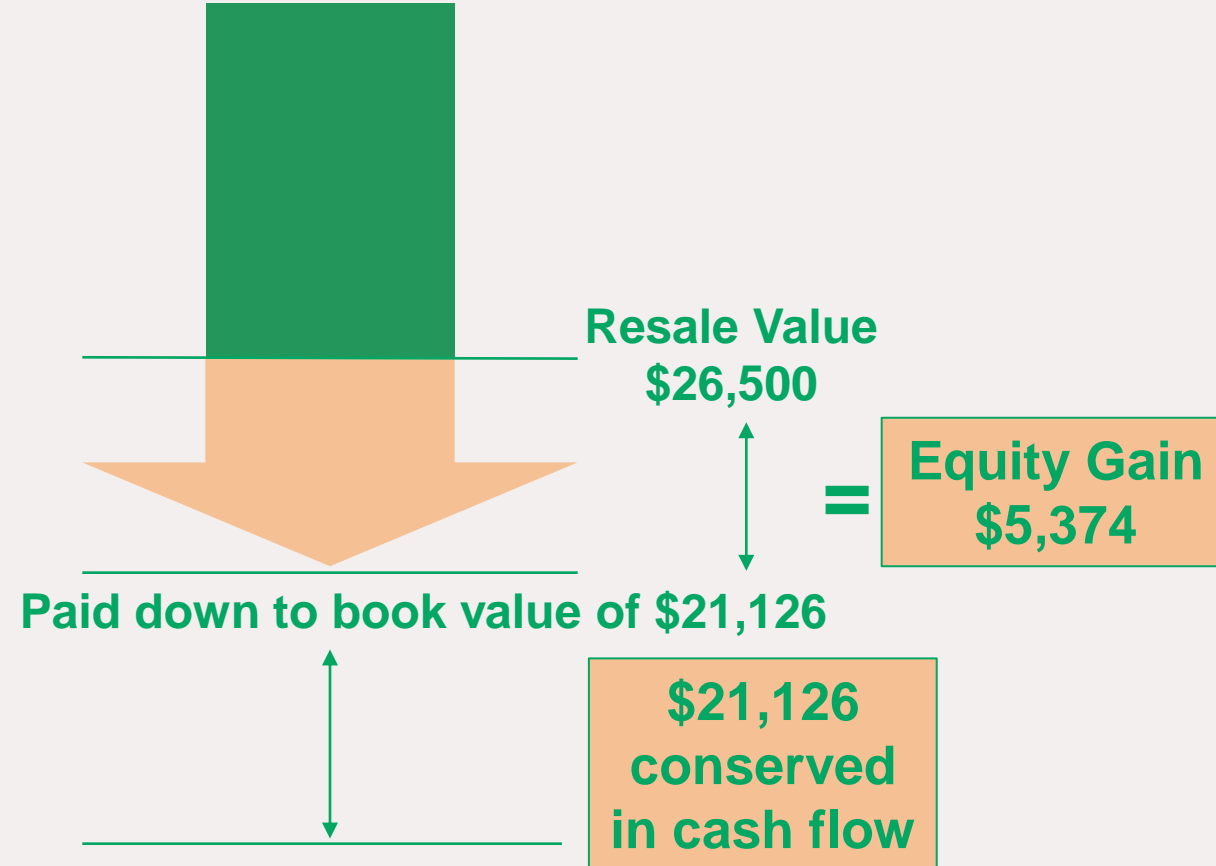 Resale Value
$26,500
=
Equity Gain
$5,374
Paid down to book value of $21,126
$21,126
conserved
in cash flow